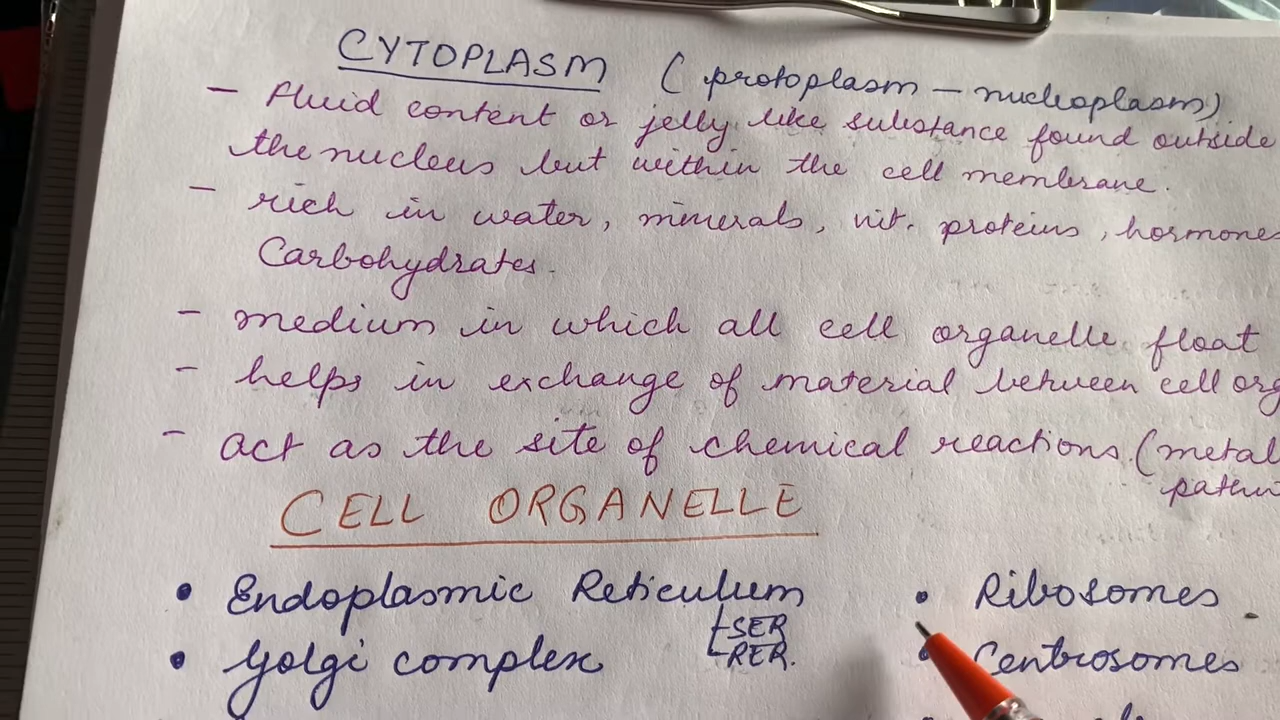 CYTOPLASM (protoplasm – nucleoplasm)
– fluid content or jelly like substance found outside
the nucleus but within the cell membrane.
– rich in water, minerals, vit. proteins, hormones
Carbohydrates.
– medium in which all cell organelle float
– helps in exchange of material between cell org
– act as the site of chemical reactions (metal
CELL ORGANELLE
• Endoplasmic Reticulum • Ribosomes
SER
RER.
• Golgi complex • Centrosomes